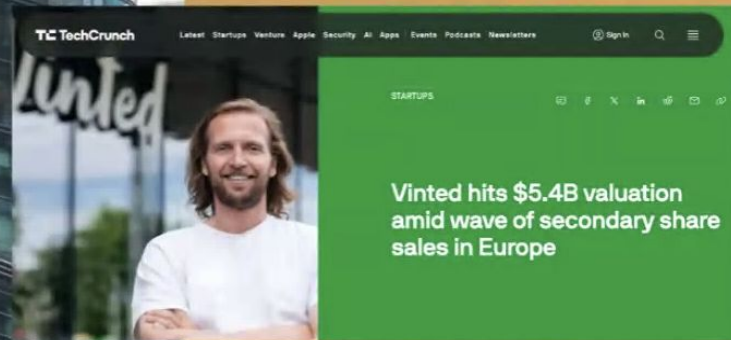 TC TechCrunch
Latest Startups Venture Apple Security AI Apps Events Podcasts Newsletters
Sign In
Vinted
STARTUPS
Vinted hits $5.4B valuation
amid wave of secondary share
sales in Europe